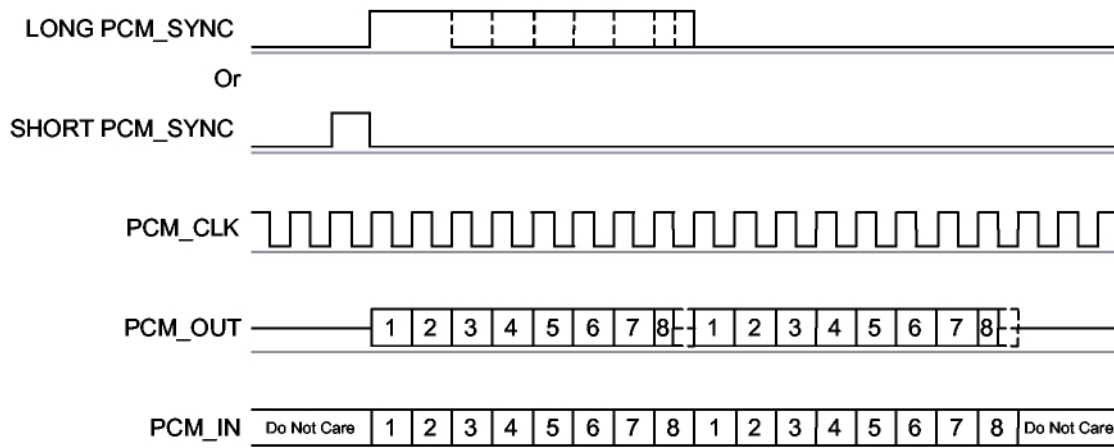 LONG PCM_SYNC
Or
SHORT PCM_SYNC
PCM_CLK
PCM_OUT 1 2 3 4 5 6 7 8 1 2 3 4 5 6 7 8
PCM_IN Do Not Care 1 2 3 4 5 6 7 8 1 2 3 4 5 6 7 8 Do Not Care